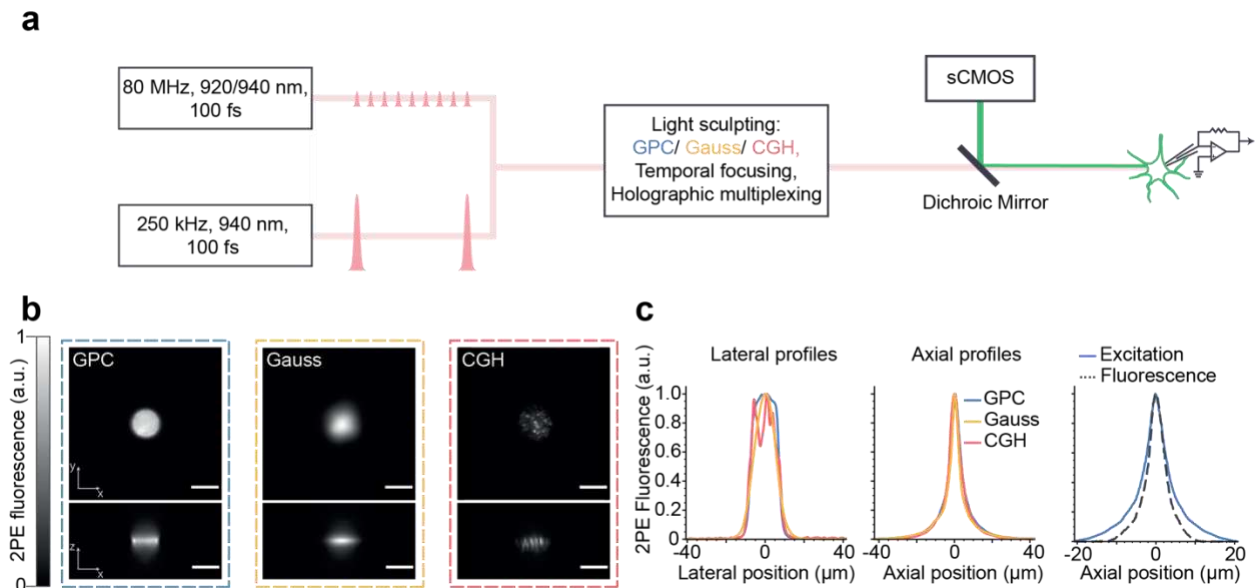 a
80 MHz, 920/940 nm,
100 fs
250 kHz, 940 nm,
100 fs
Light sculpting:
GPC/ Gauss/ CGH,
Temporal focusing,
Holographic multiplexing
sCMOS
Dichroic Mirror
b
1
2PE fluorescence (a.u.)
0
GPC
y
x
z
Gauss
CGH
c
2PE Fluorescence (a.u.)
Lateral profiles
1.0
0.8
0.6
0.4
0.2
0
-40 0 40
Lateral position (µm)
Axial profiles
GPC
Gauss
CGH
-40 0 40
Axial position (µm)
Excitation
Fluorescence
-20 0 20
Axial position (µm)